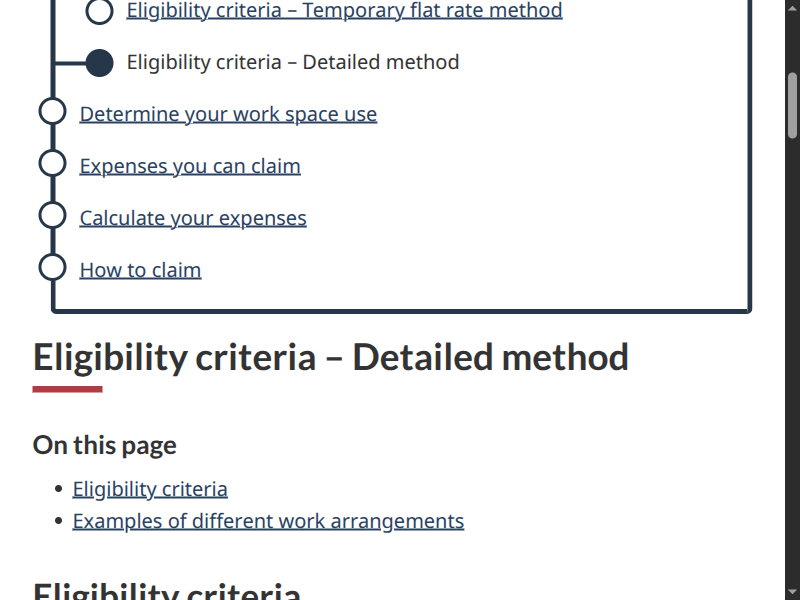 Eligibility criteria – Temporary flat rate method
Eligibility criteria – Detailed method
Determine your work space use
Expenses you can claim
Calculate your expenses
How to claim
Eligibility criteria – Detailed method
On this page
Eligibility criteria
Examples of different work arrangements
Eligibility criteria